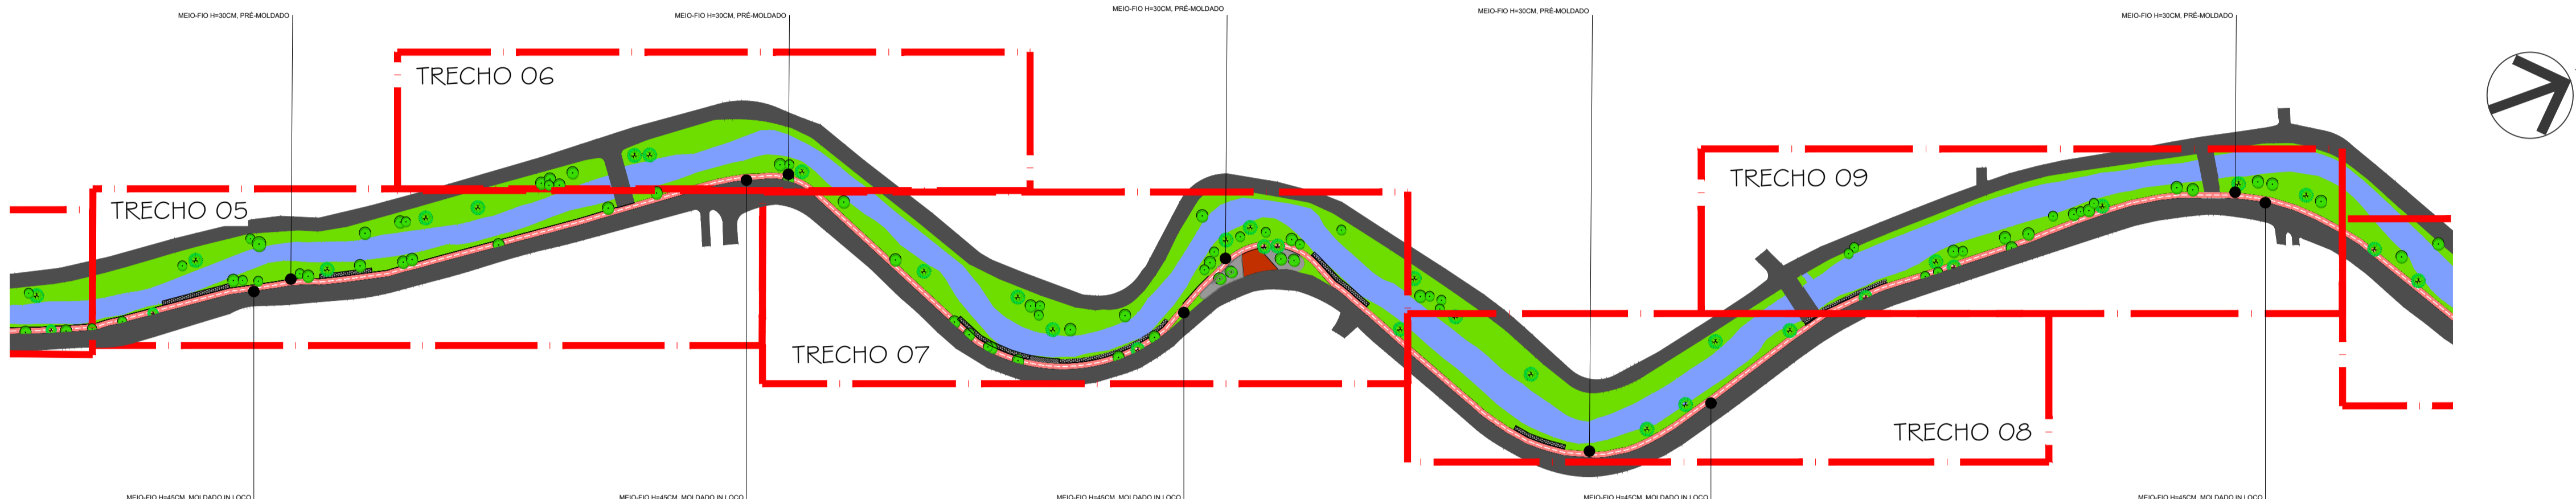 MEIO-FIO H=30CM, PRÉ-MOLDADO
MEIO-FIO H=30CM, PRÉ-MOLDADO
MEIO-FIO H=30CM, PRÉ-MOLDADO
MEIO-FIO H=30CM, PRÉ-MOLDADO
MEIO-FIO H=30CM, PRÉ-MOLDADO
TRECHO 06
TRECHO 09
TRECHO 05
TRECHO 07
TRECHO 08
MEIO-FIO H=45CM, MOLDADO IN LOCO
MEIO-FIO H=45CM, MOLDADO IN LOCO
MEIO-FIO H=45CM, MOLDADO IN LOCO
MEIO-FIO H=45CM, MOLDADO IN LOCO
MEIO-FIO H=45CM, MOLDADO IN LOCO